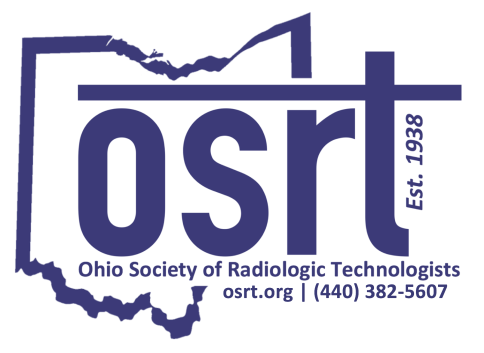 osrt
Est. 1938
Ohio Society of Radiologic Technologists
osrt.org | (440) 382-5607